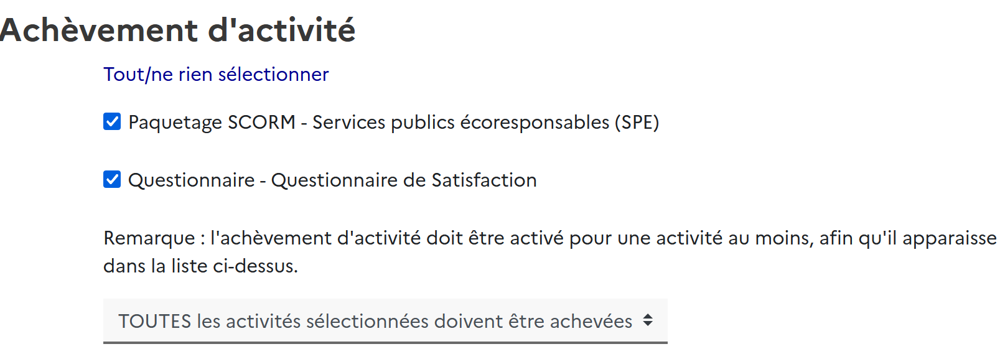 Achèvement d'activité
Tout/ne rien sélectionner
Paquetage SCORM - Services publics écoresponsables (SPE)
Questionnaire - Questionnaire de Satisfaction
Remarque : l'achèvement d'activité doit être activé pour une activité au moins, afin qu'il apparaisse
dans la liste ci-dessus.
TOUTES les activités sélectionnées doivent être achevées